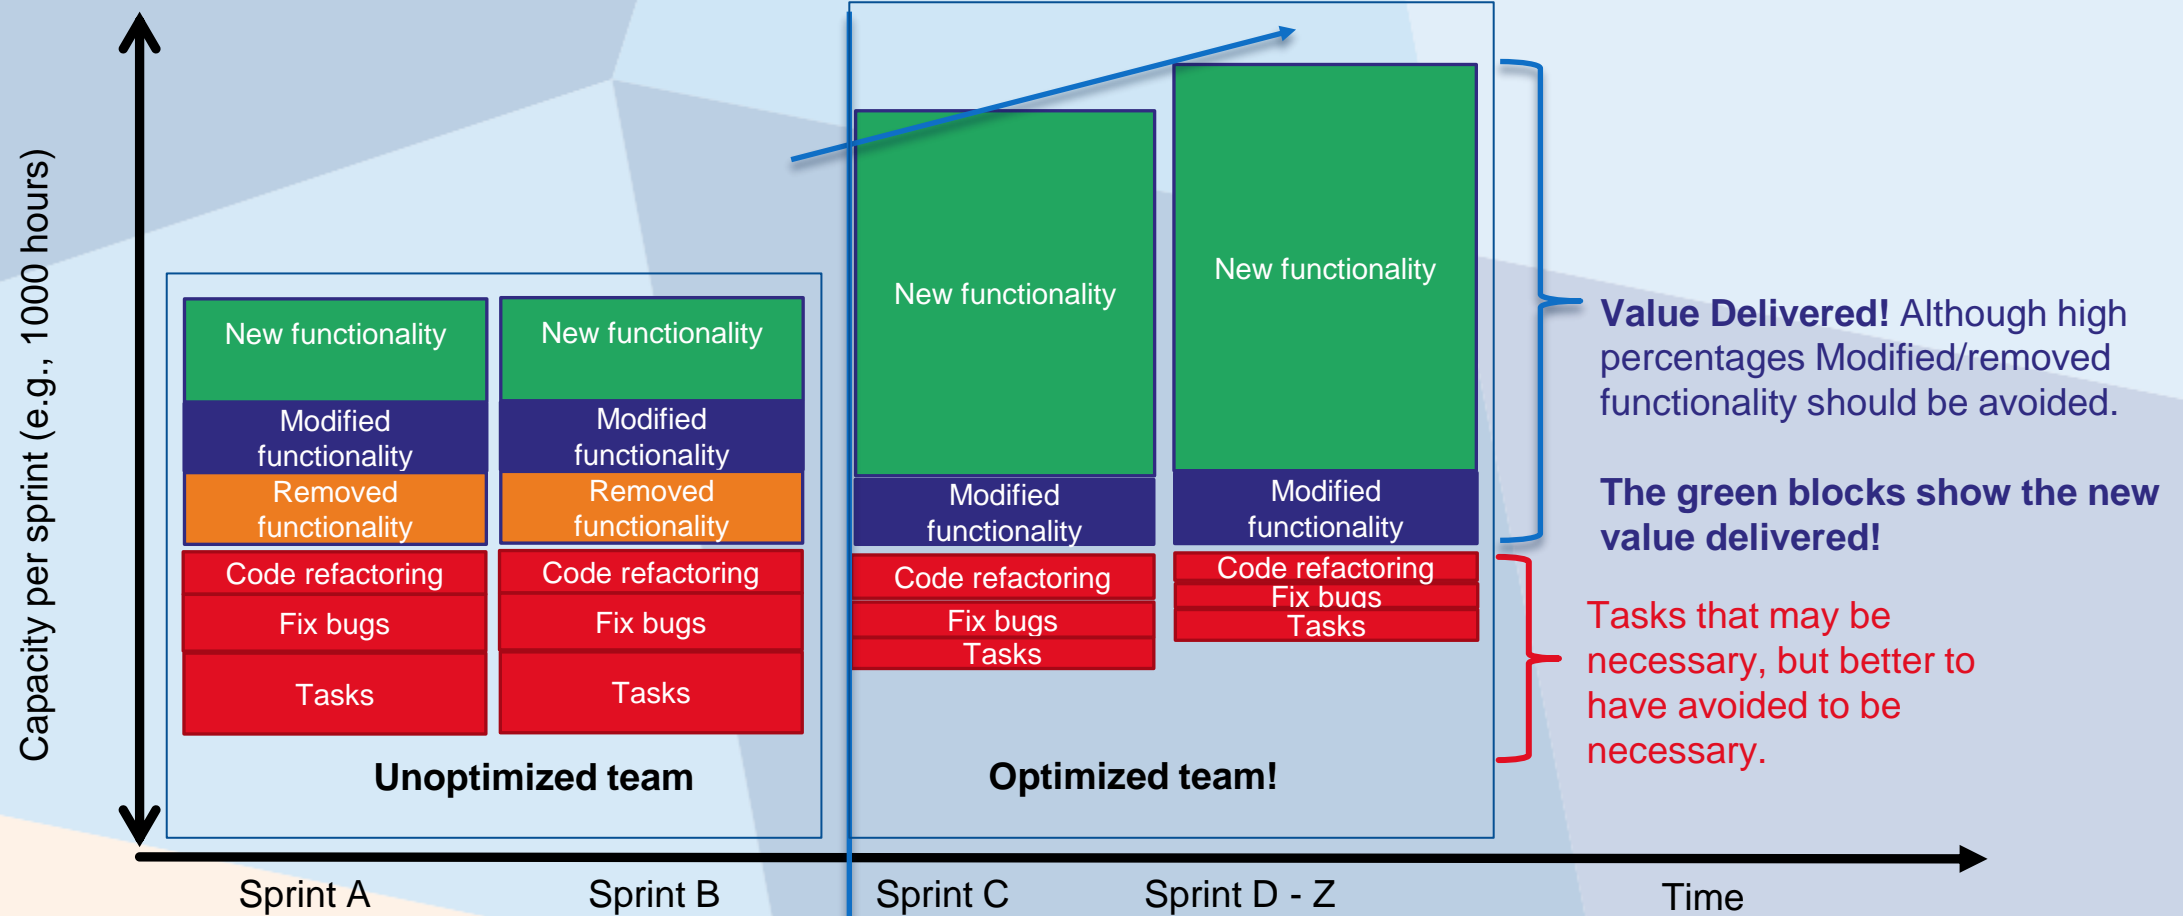 Capacity per sprint (e.g., 1000 hours)
New functionality
Modified
functionality
Removed
functionality
Code refactoring
Fix bugs
Tasks
New functionality
Modified
functionality
Removed
functionality
Code refactoring
Fix bugs
Tasks
Unoptimized team
New functionality
Modified
functionality
Code refactoring
Fix bugs
Tasks
New functionality
Modified
functionality
Code refactoring
Fix bugs
Tasks
Optimized team!
Value Delivered! Although high
percentages Modified/removed
functionality should be avoided.
The green blocks show the new
value delivered!
Tasks that may be
necessary, but better to
have avoided to be
necessary.
Sprint A
Sprint B
Sprint C
Sprint D - Z
Time